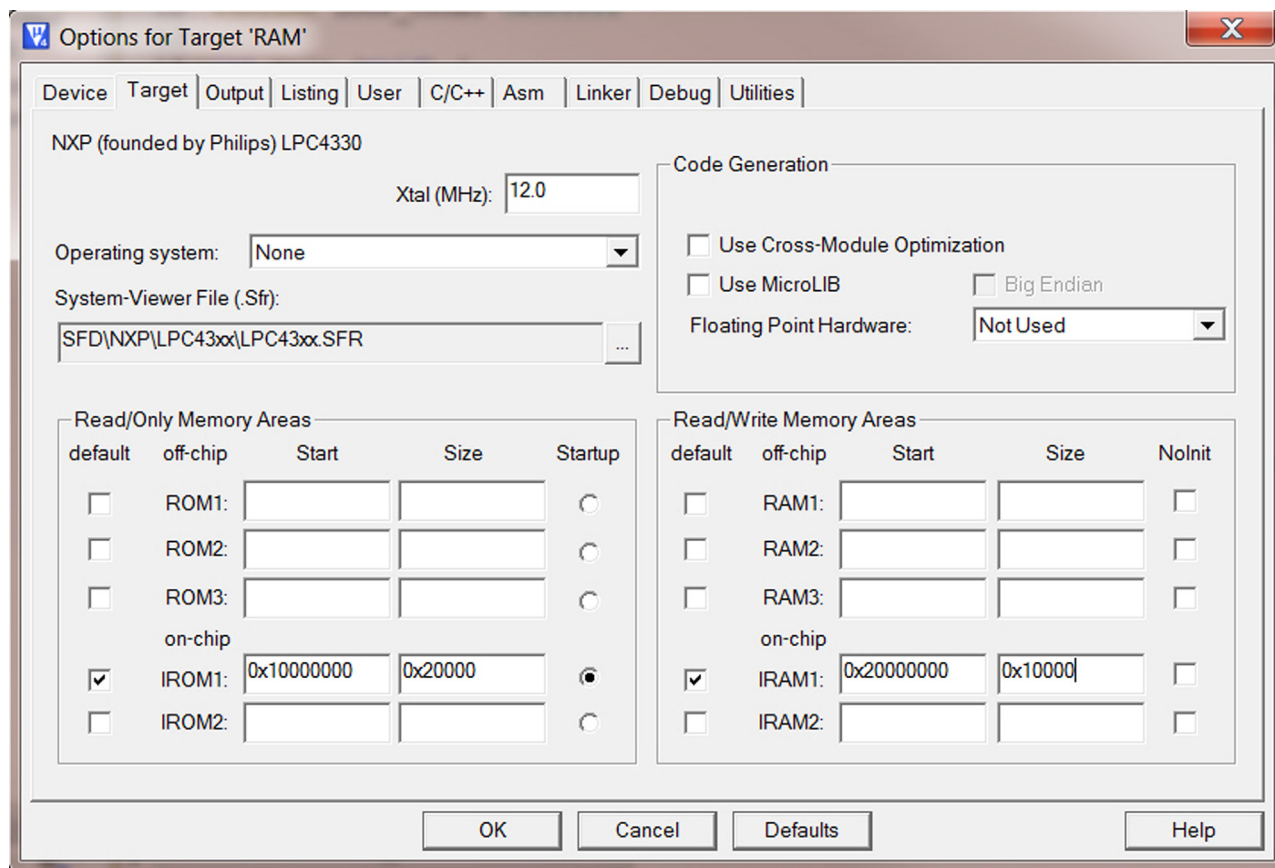 Options for Target 'RAM'
Device Target Output Listing User C/C++ Asm Linker Debug Utilities
NXP (founded by Philips) LPC4330
Xtal (MHz): 12.0
Operating system: None
System-Viewer File (.Sfr):
SFD\NXP\LPC43xx\LPC43xx.SFR ...
Code Generation
Use Cross-Module Optimization
Use MicroLIB Big Endian
Floating Point Hardware: Not Used
Read/Only Memory Areas
default off-chip Start Size Startup
ROM1:
ROM2:
ROM3:
on-chip
IROM1: 0x10000000 0x20000
IROM2:
Read/Write Memory Areas
default off-chip Start Size NoInit
RAM1:
RAM2:
RAM3:
on-chip
IRAM1: 0x20000000 0x10000
IRAM2:
OK Cancel Defaults Help